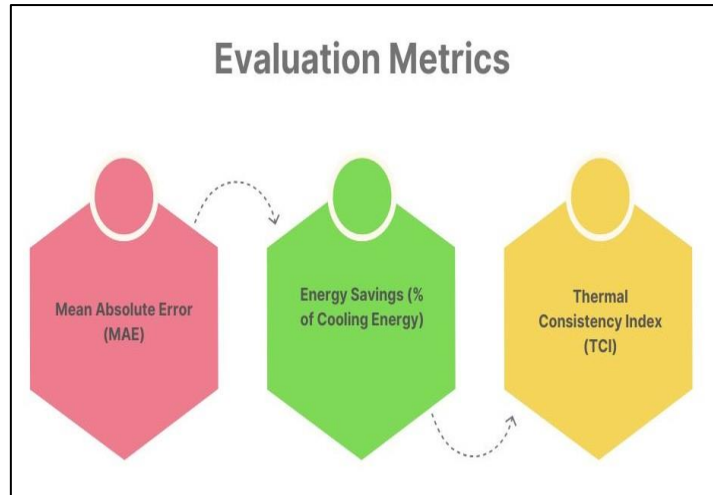 Evaluation Metrics
Mean Absolute Error
(MAE)
Energy Savings (%
of Cooling Energy)
Thermal
Consistency Index
(TCI)